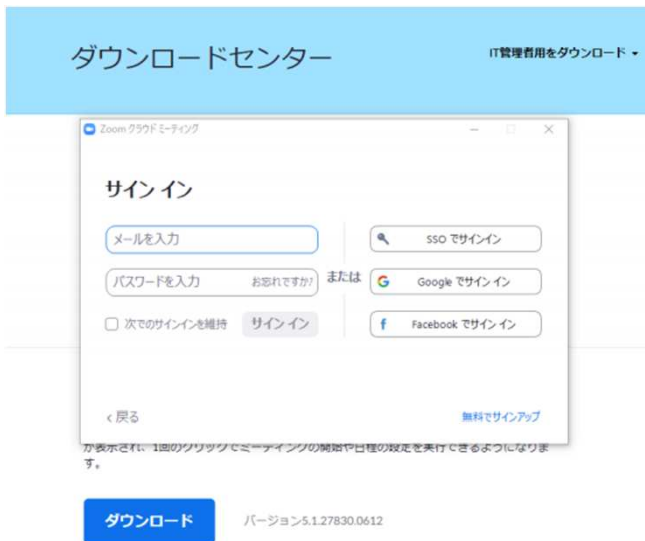 ダウンロードセンター
IT管理者用をダウンロード
Zoom クラウド ミーティング
サイン イン
メールを入力
パスワードを入力
お忘れですか?
次でのサインインを維持
サイン イン
または
SSO でサインイン
Google でサイン イン
Facebook でサイン イン
戻る
無料でサインアップ
が表示され、1回のクリックでミーティングの開始や日程の設定を実行できるようになりま
す。
ダウンロード
バージョン5.1.27830.0612